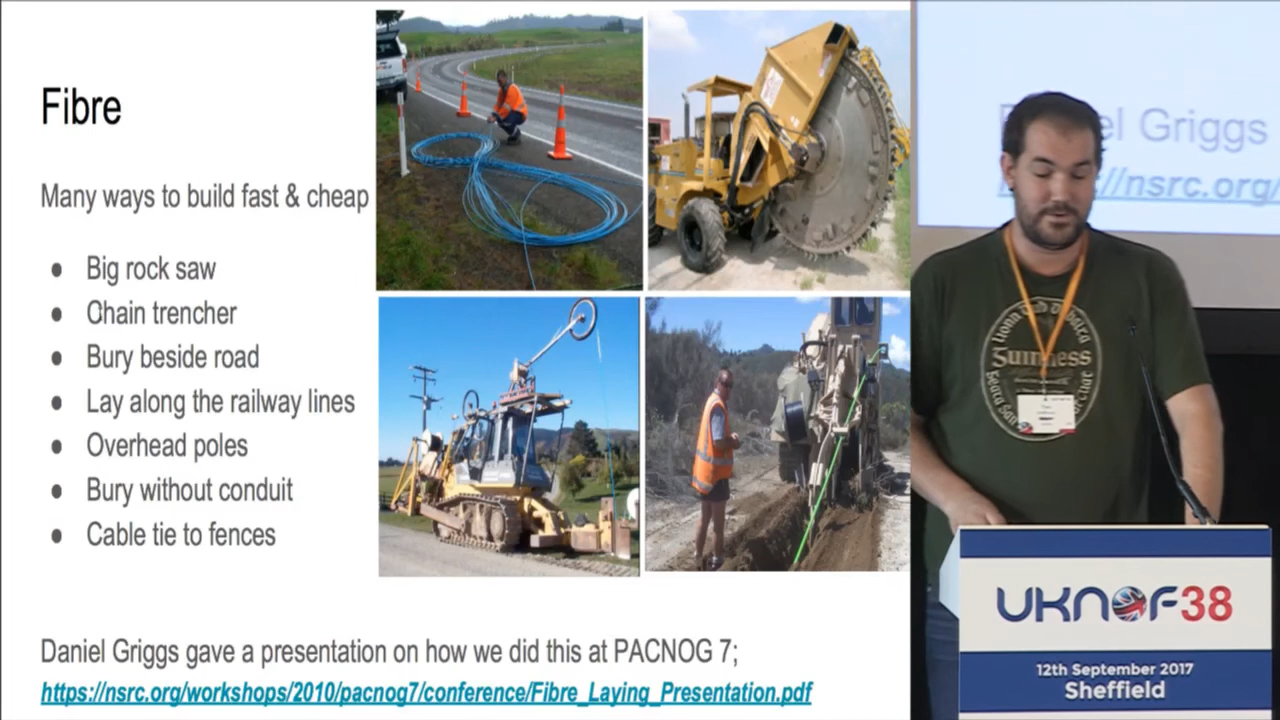 Fibre
Many ways to build fast & cheap
● Big rock saw
● Chain trencher
● Bury beside road
● Lay along the railway lines
● Overhead poles
● Bury without conduit
● Cable tie to fences
Daniel Griggs gave a presentation on how we did this at PACNOG 7;
https://nsrc.org/workshops/2010/pacnog7/conference/Fibre_Laying_Presentation.pdf
el Griggs
//nsrc.org/
GUINNESS
UKNOF38
12th September 2017
Sheffield